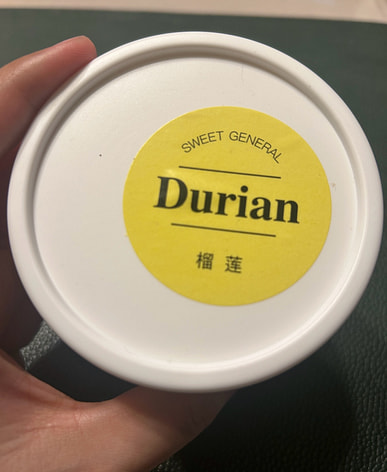 SWEET GENERAL
Durian
榴莲